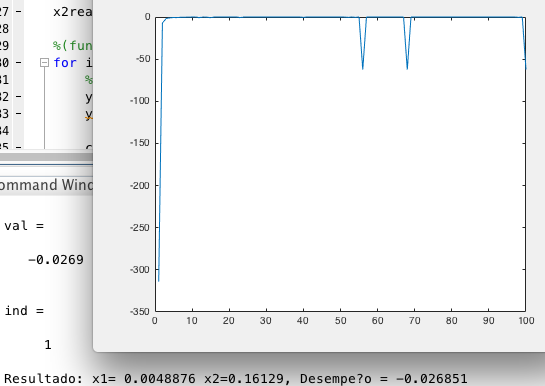 27 -
x2rea
28
29
%(fun
30 -
for i
31
%
32 -
y
33 -
y
34
35 -
c
ommand Wind
val =
-0.0269
ind =
1
Resultado: x1= 0.0048876 x2=0.16129, Desempe?o = -0.026851
0
-50
-100
-150
-200
-250
-300
-350
0 10 20 30 40 50 60 70 80 90 100